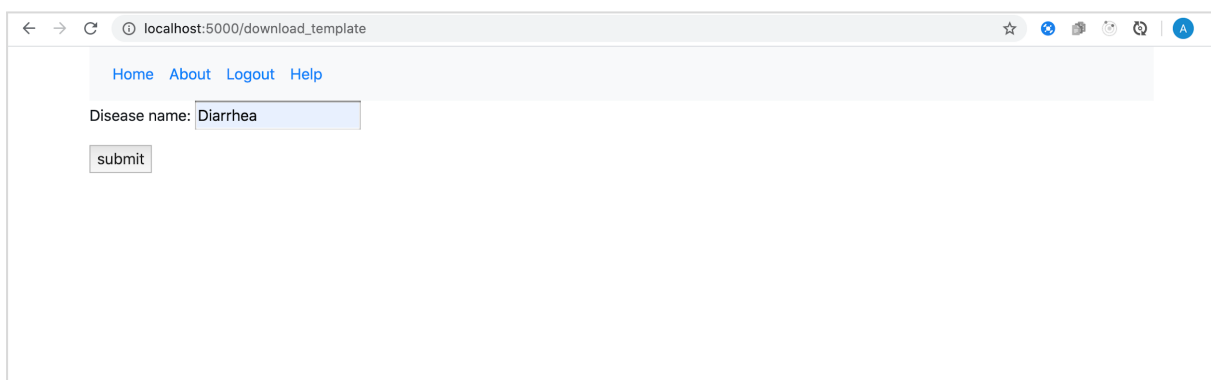 localhost:5000/download_template
A
Home About Logout Help
Disease name: Diarrhea
submit